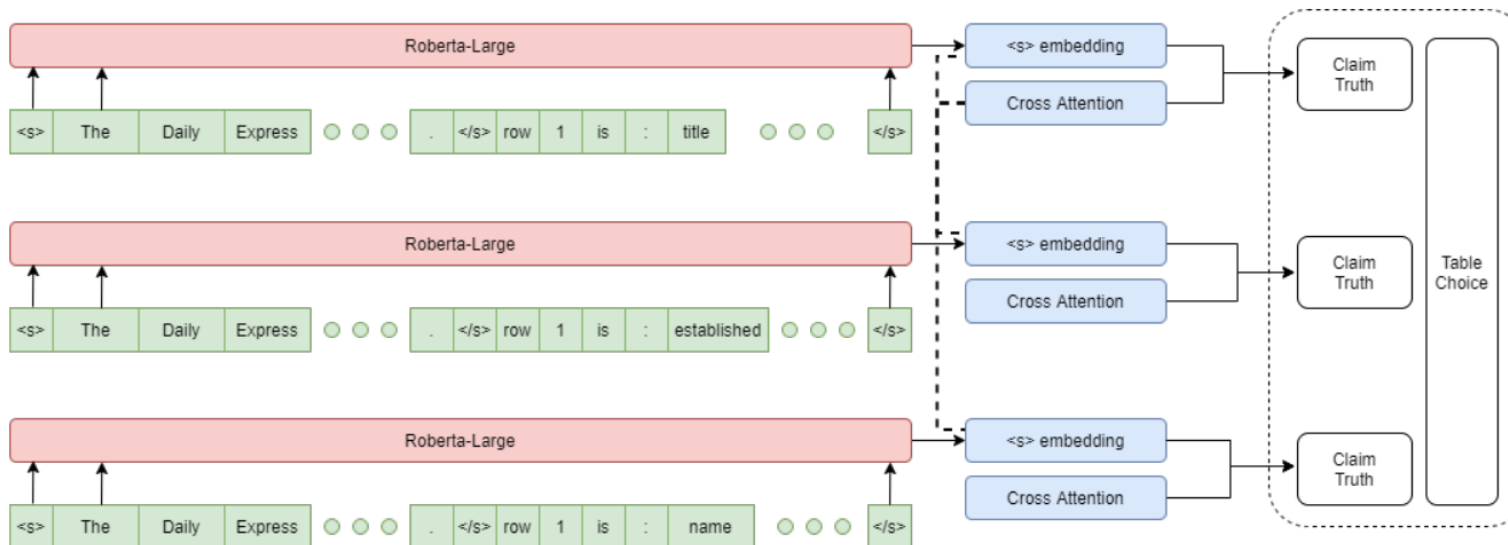 Roberta-Large
<s> The Daily Express . </s> row 1 is : title </s>
<s> embedding
Cross Attention
Claim
Truth
Roberta-Large
<s> The Daily Express . </s> row 1 is : established </s>
<s> embedding
Cross Attention
Claim
Truth
Table
Choice
Roberta-Large
<s> The Daily Express . </s> row 1 is : name </s>
<s> embedding
Cross Attention
Claim
Truth